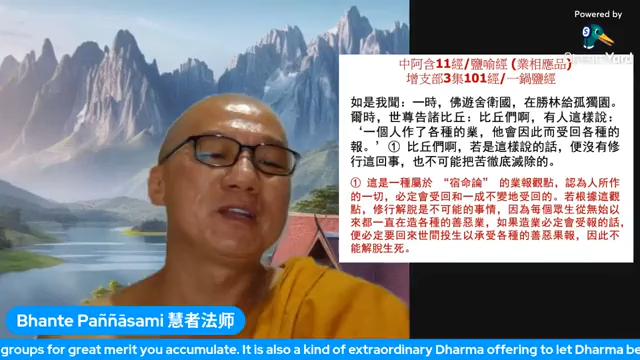 Powered by
StreamYard
中阿含11經/鹽喻經 (業相應品)
增支部3集101經/一鍋鹽經
如是我聞：一時，佛遊舍衛國，在勝林給孤獨園。
爾時，世尊告諸比丘：比丘們啊，有人這樣說：
‘一個人作了各種的業，他會因此而受回各種的
報。’① 比丘們啊，若是這樣說的話，便沒有修
行這回事，也不可能把苦徹底滅除的。
① 這是一種屬於 “宿命論” 的業報觀點，認為人所作
的一切，必定會受回和一成不變地受回的。若根據這觀
點，修行解脫是不可能的事情，因為每個眾生從無始以
來都一直在造各種的善惡業，如果造業必定會受報的話，
便必定要回來世間投生以承受各種的善惡果報，因此不
能解脫生死。
Bhante Paññāsami 慧者法师
groups for great merit you accumulate. It is also a kind of extraordinary Dharma offering to let Dharma be